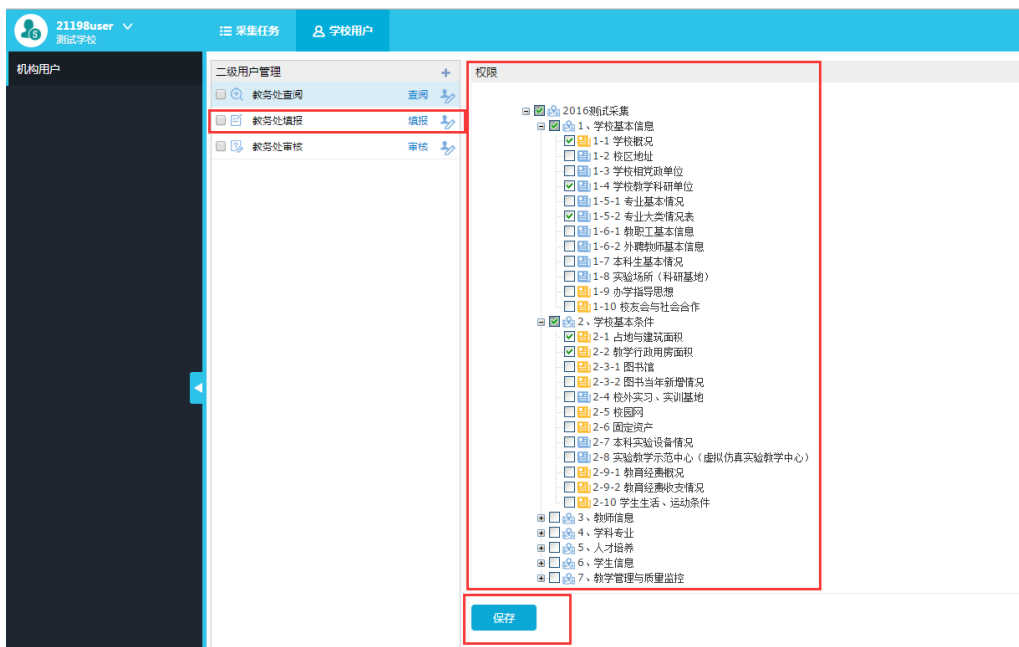 21198user
测试学校
采集任务
学校用户
机构用户
二级用户管理
教务处查阅 查阅
教务处填报 填报
教务处审核 审核
权限
2016测试采集
1、学校基本信息
1-1 学校概况
1-2 校区地址
1-3 学校相党政单位
1-4 学校教学科研单位
1-5-1 专业基本情况
1-5-2 专业大类情况表
1-6-1 教职工基本信息
1-6-2 外聘教师基本信息
1-7 本科生基本情况
1-8 实验场所（科研基地）
1-9 办学指导思想
1-10 校友会与社会合作
2、学校基本条件
2-1 占地与建筑面积
2-2 教学行政用房面积
2-3-1 图书馆
2-3-2 图书当年新增情况
2-4 校外实习、实训基地
2-5 校园网
2-6 固定资产
2-7 本科实验设备情况
2-8 实验教学示范中心（虚拟仿真实验教学中心）
2-9-1 教育经费概况
2-9-2 教育经费收支情况
2-10 学生生活、运动条件
3、教师信息
4、学科专业
5、人才培养
6、学生信息
7、教学管理与质量监控
保存